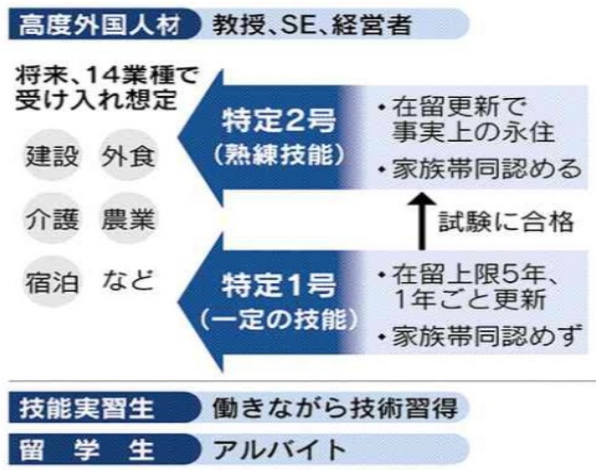 高度外国人材 教授、SE、経営者
将来、14業種で
受け入れ想定
建設 外食
介護 農業
宿泊 など
特定2号
(熟練技能)
・在留更新で
事実上の永住
・家族帯同認める
試験に合格
特定1号
(一定の技能)
・在留上限5年、
1年ごと更新
・家族帯同認めず
技能実習生 働きながら技術習得
留学生 アルバイト